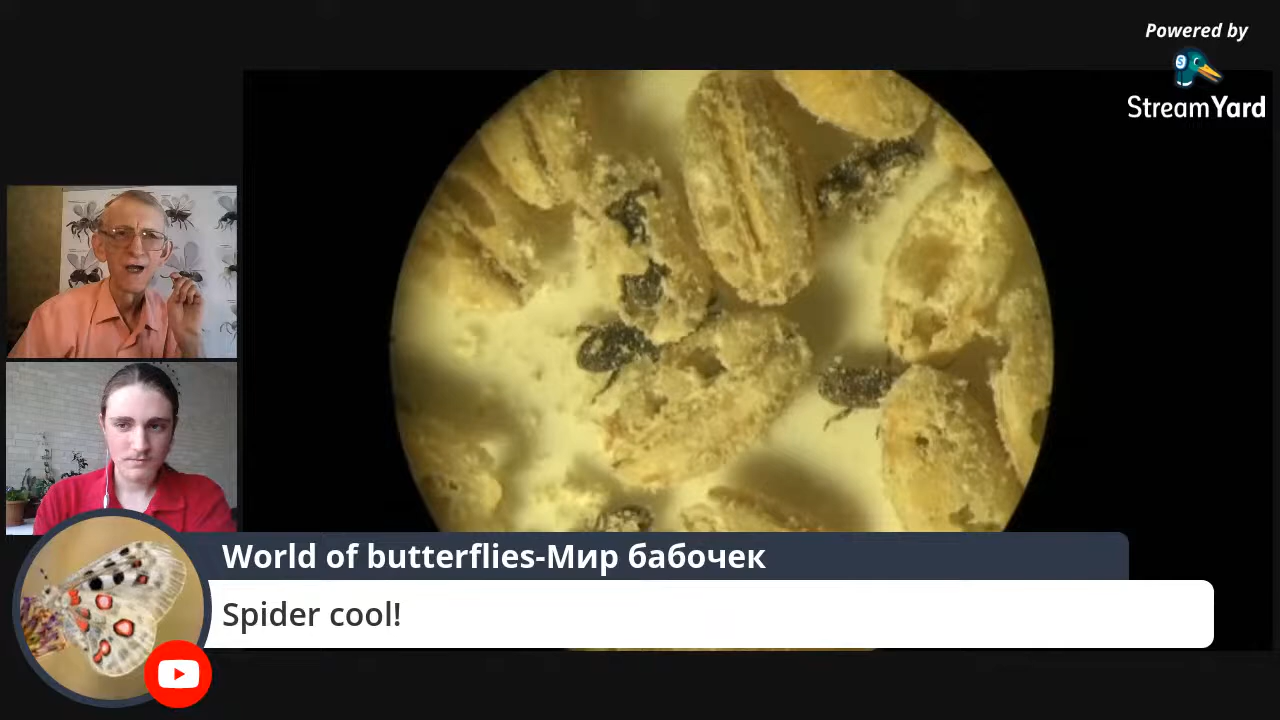 Powered by
StreamYard
World of butterflies-Мир бабочек
Spider cool!